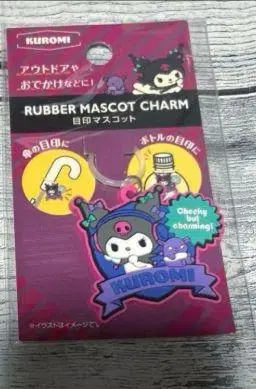 KUROMI
アウトドアや
おでかけなどに!
RUBBER MASCOT CHARM
目印マスコット
傘の目印に
ボトルの目印に
Cheeky
but
charming!
KUROMI
※イラストはイメージです。